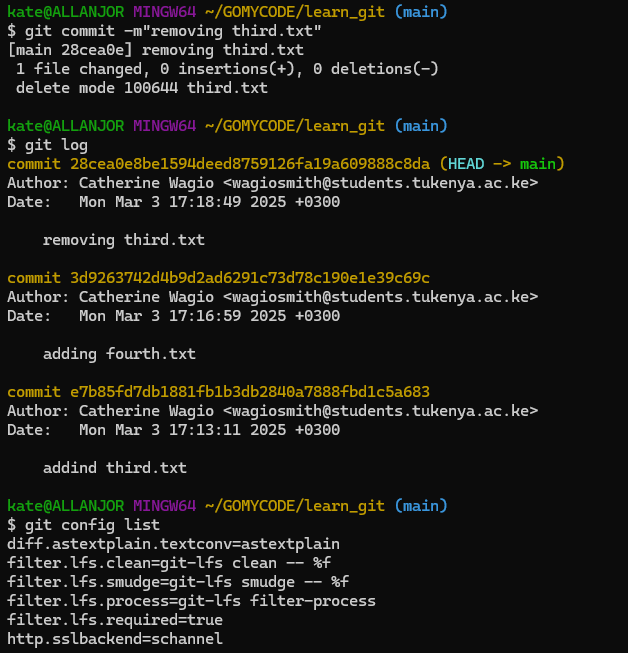 kate@ALLANJOR MINGW64 ~/GOMYCODE/learn_git (main)
$ git commit -m"removing third.txt"
[main 28cea0e] removing third.txt
 1 file changed, 0 insertions(+), 0 deletions(-)
 delete mode 100644 third.txt

kate@ALLANJOR MINGW64 ~/GOMYCODE/learn_git (main)
$ git log
commit 28cea0e8be1594deed8759126fa19a609888c8da (HEAD -> main)
Author: Catherine Wagio <wagiosmith@students.tukenya.ac.ke>
Date:   Mon Mar 3 17:18:49 2025 +0300

    removing third.txt

commit 3d9263742d4b9d2ad6291c73d78c190e1e39c69c
Author: Catherine Wagio <wagiosmith@students.tukenya.ac.ke>
Date:   Mon Mar 3 17:16:59 2025 +0300

    adding fourth.txt

commit e7b85fd7db1881fb1b3db2840a7888fbd1c5a683
Author: Catherine Wagio <wagiosmith@students.tukenya.ac.ke>
Date:   Mon Mar 3 17:13:11 2025 +0300

    addind third.txt

kate@ALLANJOR MINGW64 ~/GOMYCODE/learn_git (main)
$ git config list
diff.astextplain.textconv=astextplain
filter.lfs.clean=git-lfs clean -- %f
filter.lfs.smudge=git-lfs smudge -- %f
filter.lfs.process=git-lfs filter-process
filter.lfs.required=true
http.sslbackend=schannel